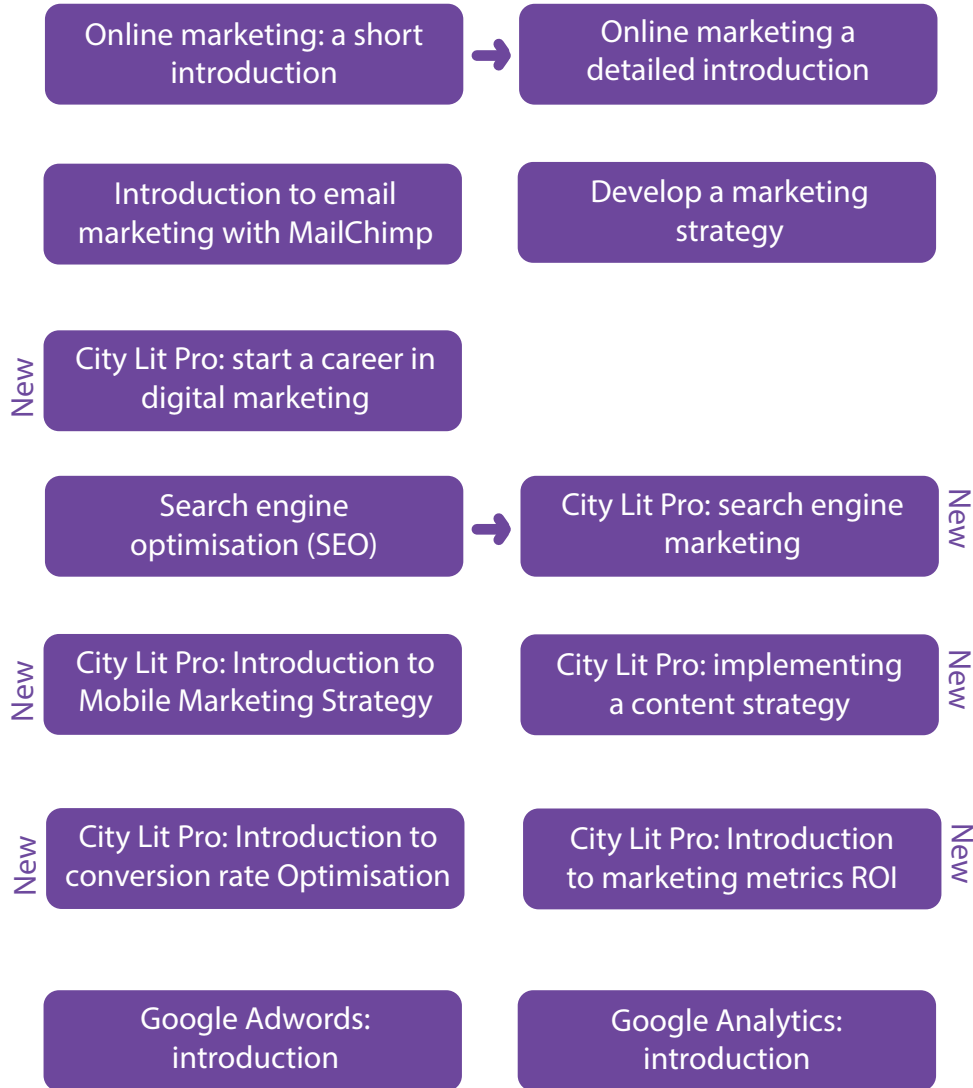 Online marketing: a short
introduction
Online marketing a
detailed introduction
Introduction to email
marketing with MailChimp
Develop a marketing
strategy
New
City Lit Pro: start a career in
digital marketing
Search engine
optimisation (SEO)
City Lit Pro: search engine
marketing
New
New
City Lit Pro: Introduction to
Mobile Marketing Strategy
City Lit Pro: implementing
a content strategy
New
New
City Lit Pro: Introduction to
conversion rate Optimisation
City Lit Pro: Introduction
to marketing metrics ROI
New
Google Adwords:
introduction
Google Analytics:
introduction